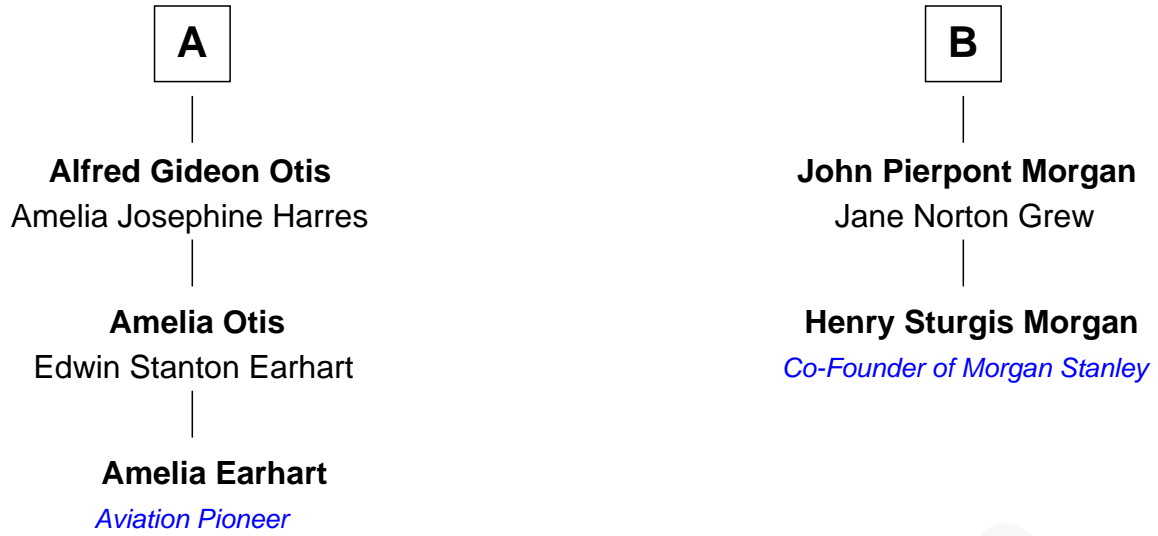 A
Alfred Gideon Otis
Amelia Josephine Harres
Amelia Otis
Edwin Stanton Earhart
Amelia Earhart
Aviation Pioneer
B
John Pierpont Morgan
Jane Norton Grew
Henry Sturgis Morgan
Co-Founder of Morgan Stanley